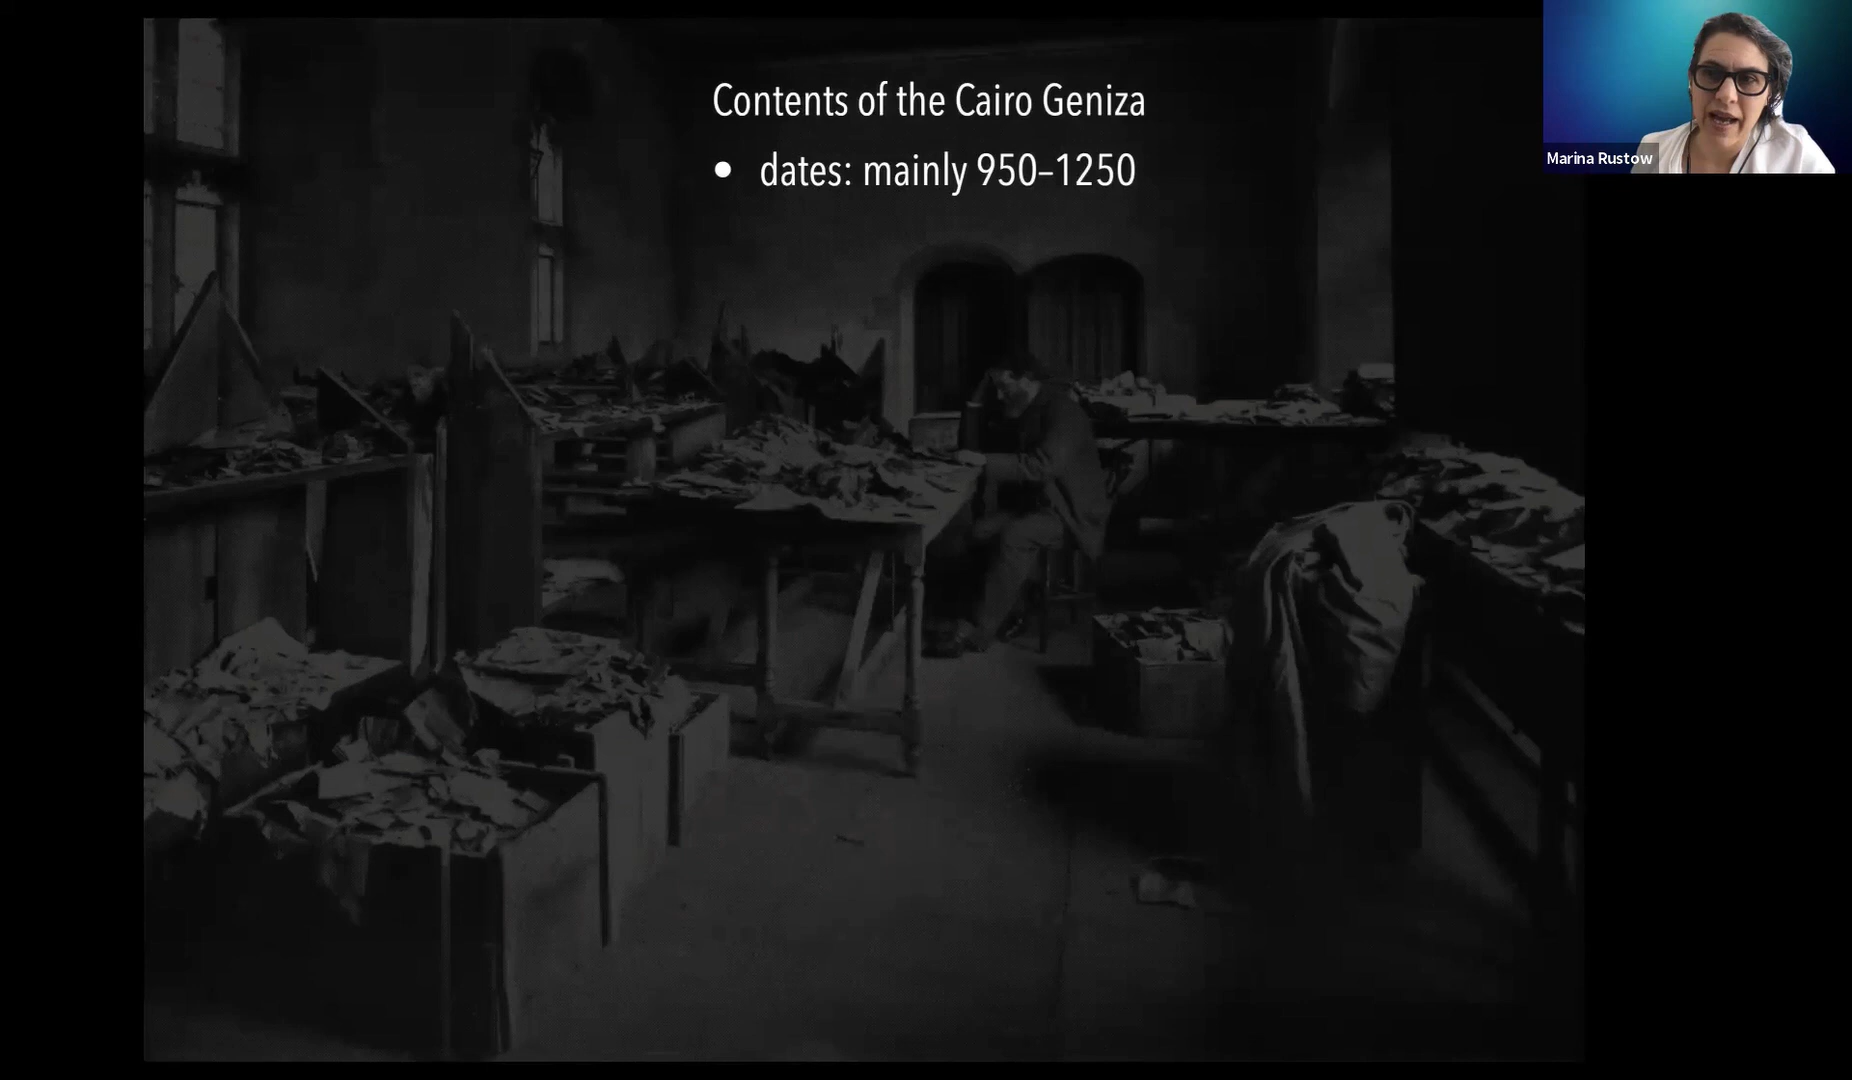 Contents of the Cairo Geniza
• dates: mainly 950–1250
Marina Rustow